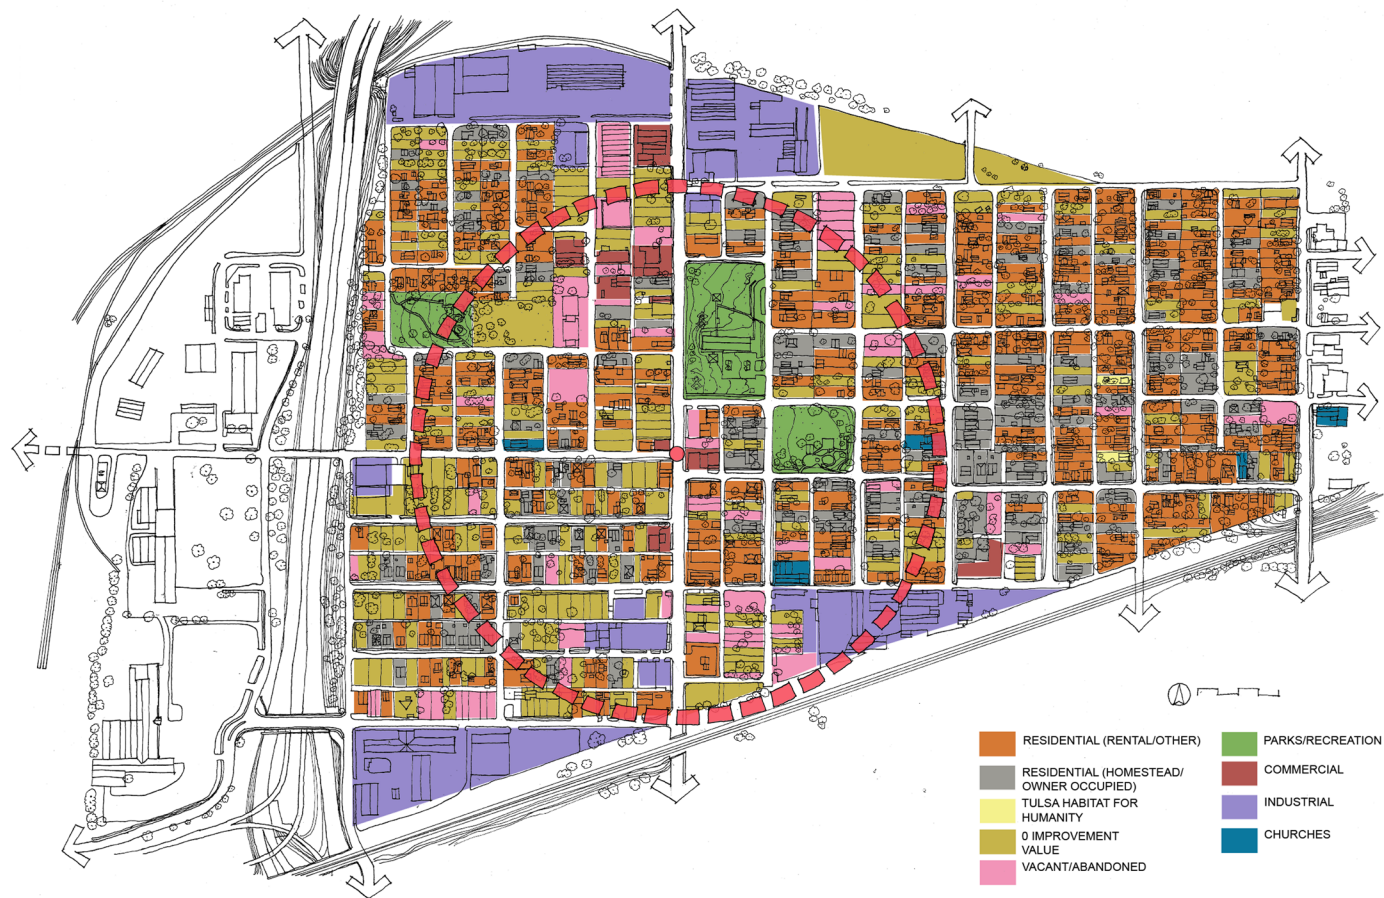 RESIDENTIAL (RENTAL/OTHER)
RESIDENTIAL (HOMESTEAD/
OWNER OCCUPIED)
TULSA HABITAT FOR
HUMANITY
0 IMPROVEMENT
VALUE
VACANT/ABANDONED
PARKS/RECREATION
COMMERCIAL
INDUSTRIAL
CHURCHES